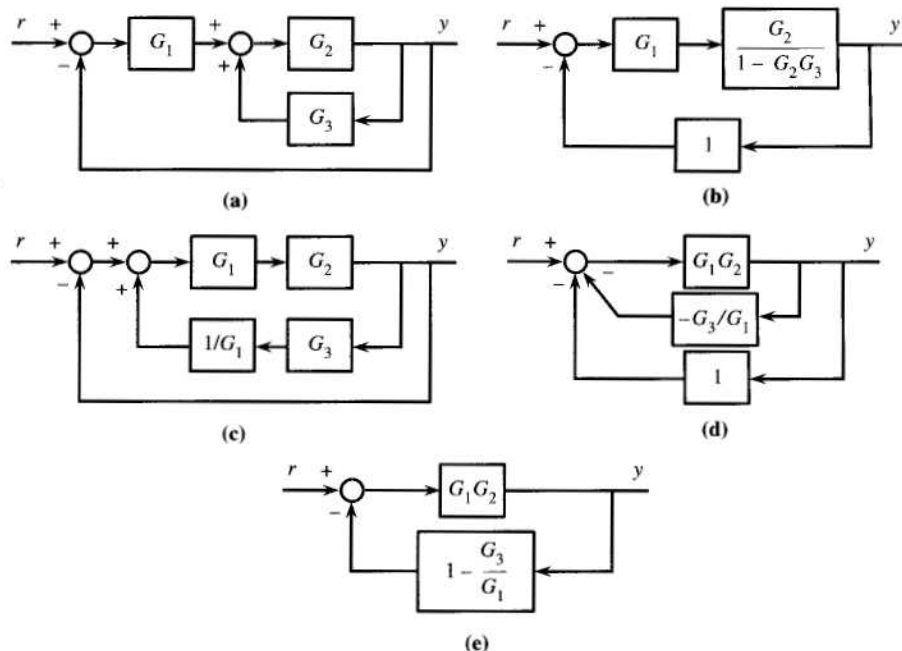 r + − G₁ + + G₂ y
G₃
(a)
r + − G₁ G₂ / 1 − G₂G₃ y
1
(b)
r + − + + G₁ G₂ y
1/G₁ G₃
(c)
r + − − G₁G₂ y
−G₃/G₁
1
(d)
r + − G₁G₂ y
1 − G₃ / G₁
(e)